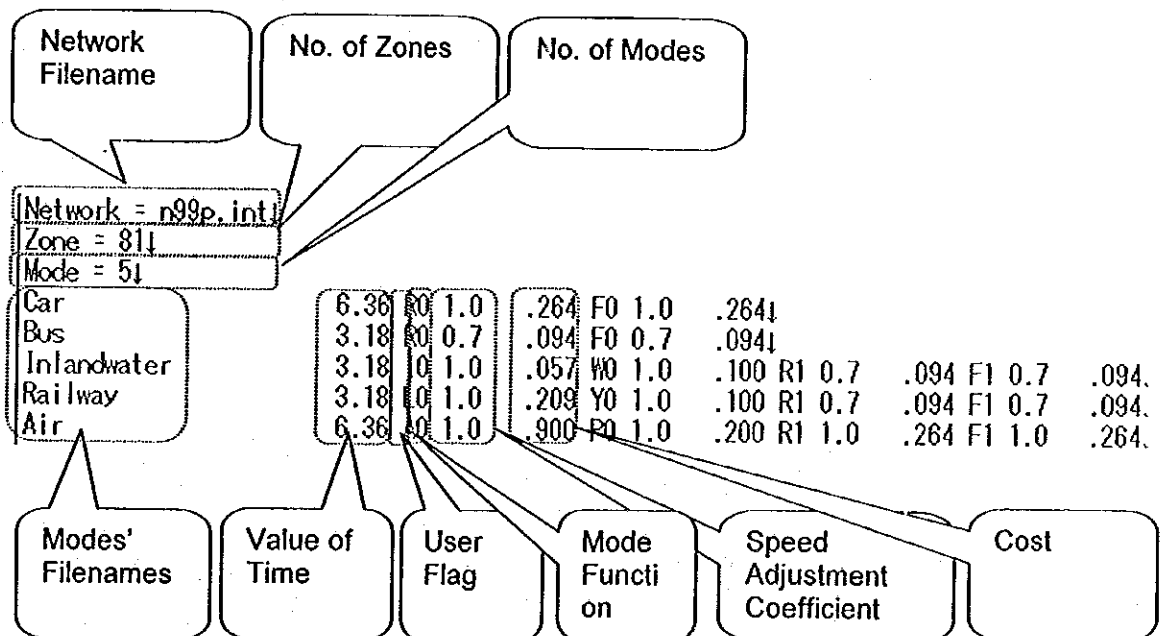 Network
Filename
No. of Zones
No. of Modes
Network = n99p.int↓
Zone = 81↓
Mode = 5↓
Car 6.36 R0 1.0 .264 F0 1.0 .264↓
Bus 3.18 R0 0.7 .094 F0 0.7 .094↓
Inlandwater 3.18 I0 1.0 .057 W0 1.0 .100 R1 0.7 .094 F1 0.7 .094
Railway 3.18 L0 1.0 .209 Y0 1.0 .100 R1 0.7 .094 F1 0.7 .094
Air 6.36 A0 1.0 .900 P0 1.0 .200 R1 1.0 .264 F1 1.0 .264
Modes'
Filenames
Value of
Time
User
Flag
Mode
Functi
on
Speed
Adjustment
Coefficient
Cost